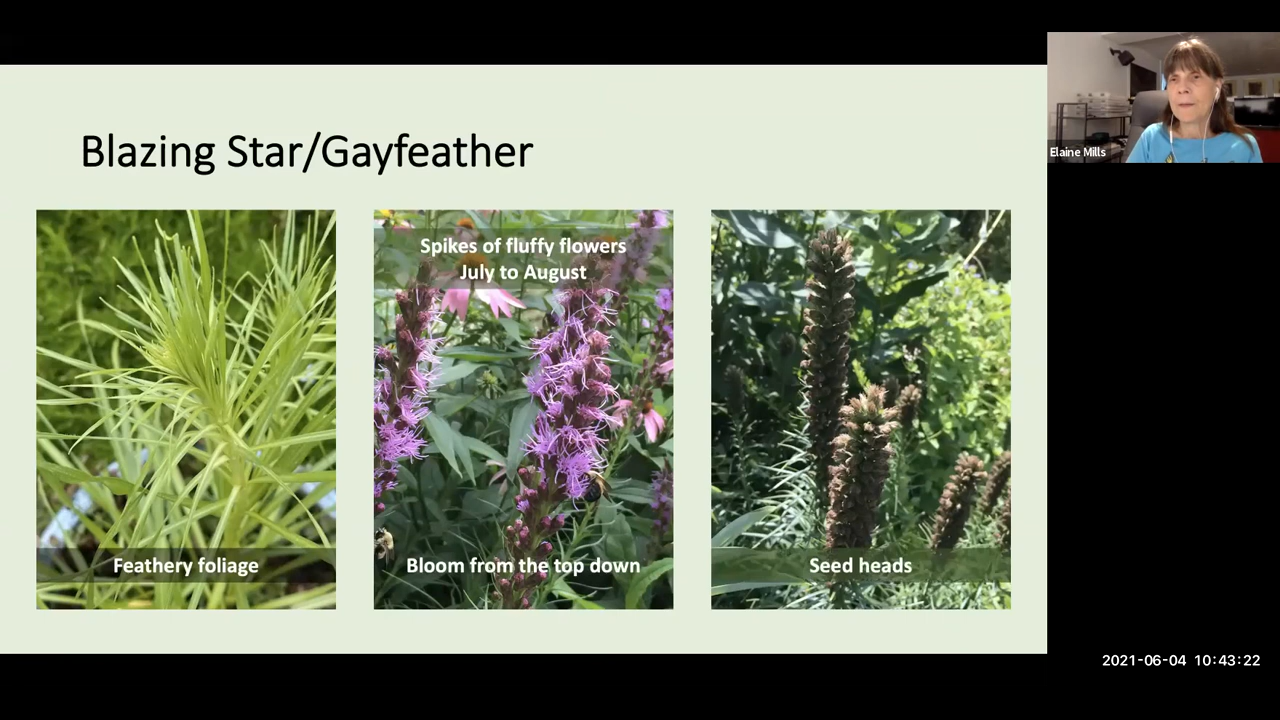 Blazing Star/Gayfeather
Spikes of fluffy flowers
July to August
Feathery foliage
Bloom from the top down
Seed heads
Elaine Mills
2021-06-04 10:43:22